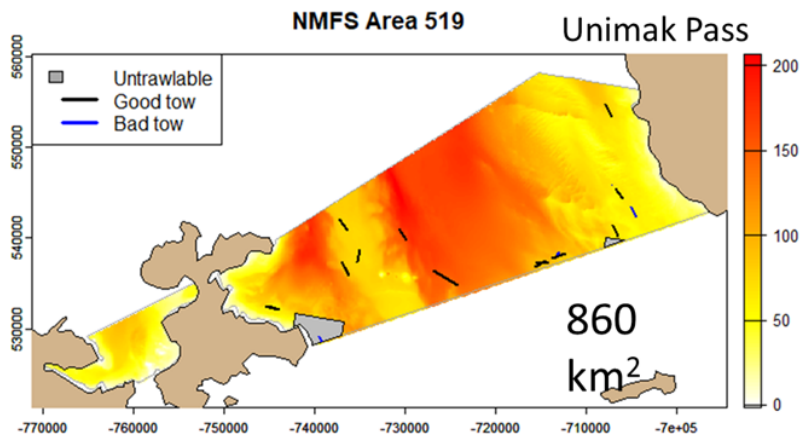 NMFS Area 519
Unimak Pass
Untrawlable
Good tow
Bad tow
560000
550000
540000
530000
200
150
100
50
0
860
km²
-770000
-760000
-750000
-740000
-730000
-720000
-710000
-7e+05